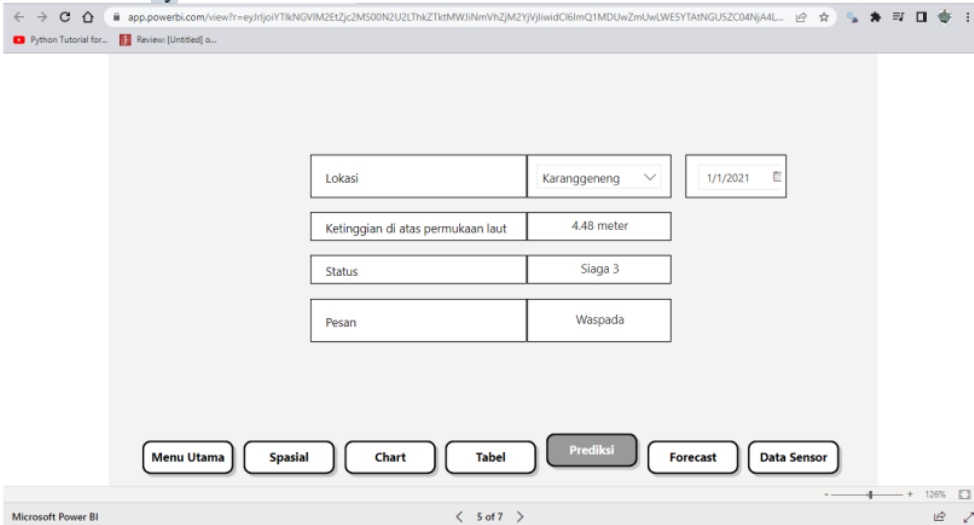 app.powerbi.com/view?r=eyJrIjoiYTlkNGVlM2EtZjc2MS00N2U2LThkZTktMWJiNmVhZjM2YjVjIiwidCI6ImQ1MDUwZmUwLWE5YTAtNGU5ZC04NjA4L...
Python Tutorial for...
Review: [Untitled] o...
Lokasi
Karanggeneng
1/1/2021
Ketinggian di atas permukaan laut
4.48 meter
Status
Siaga 3
Pesan
Waspada
Menu Utama
Spasial
Chart
Tabel
Prediksi
Forecast
Data Sensor
- + 126%
Microsoft Power BI
< 5 of 7 >